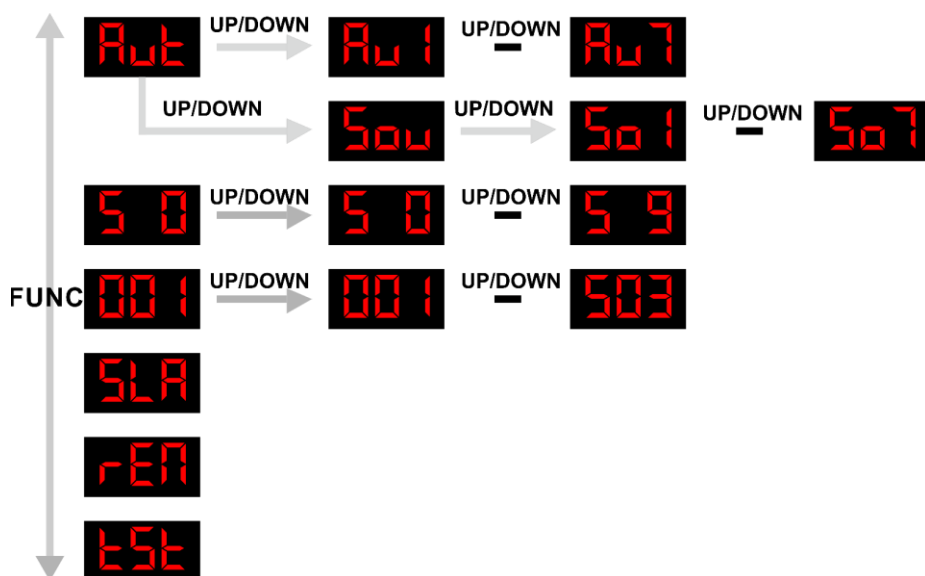 Aut UP/DOWN Au1 UP/DOWN Au7
UP/DOWN Sou UP/DOWN So1 UP/DOWN So7
S 0 UP/DOWN S 0 UP/DOWN S 9
FUNC 001 UP/DOWN 001 UP/DOWN S03
SLA
rEM
tSt